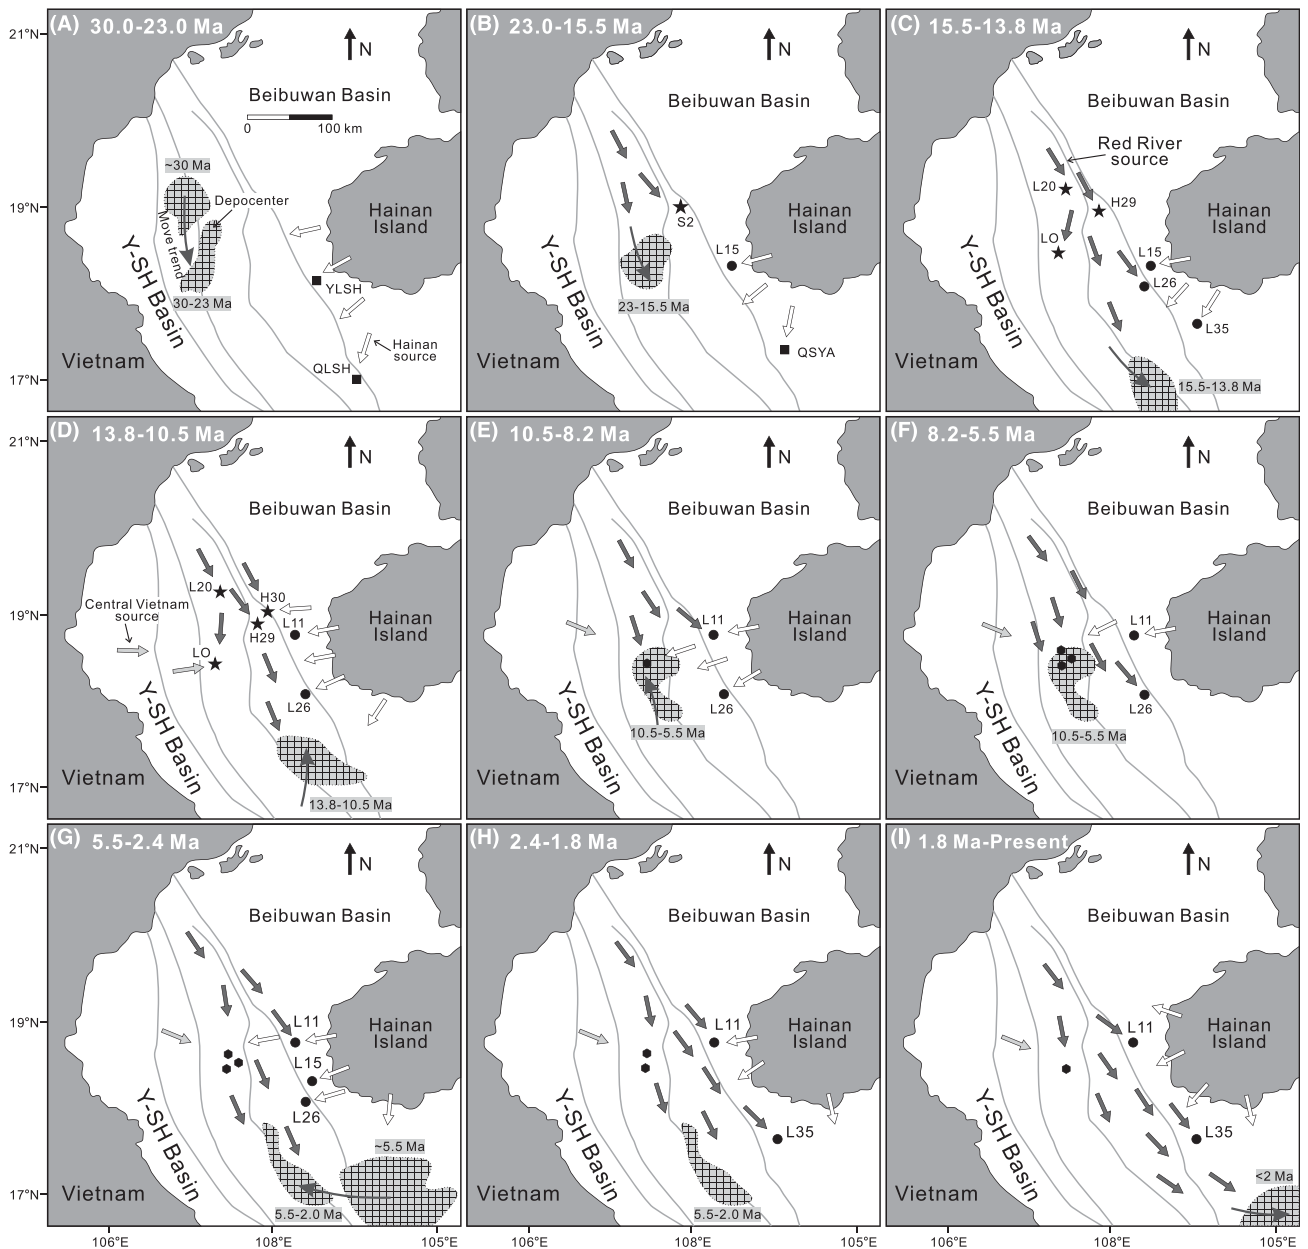 (A) 30.0-23.0 Ma
21°N
N
Beibuwan Basin
0
100 km
~30 Ma
Depocenter
19°N
Move trend
Hainan
Island
Y-SH Basin
YLSH
30-23 Ma
Hainan
source
Vietnam
QLSH
17°N
(B) 23.0-15.5 Ma
N
Beibuwan Basin
S2
Hainan
Island
L15
Y-SH Basin
23-15.5 Ma
QSYA
Vietnam
(C) 15.5-13.8 Ma
N
Beibuwan Basin
Red River
source
L20
H29
Hainan
Island
LO
L15
L26
Y-SH Basin
L35
Vietnam
15.5-13.8 Ma
(D) 13.8-10.5 Ma
21°N
N
Beibuwan Basin
L20
Central Vietnam
source
H30
L11
19°N
Hainan
Island
H29
LO
Y-SH Basin
L26
Vietnam
17°N
13.8-10.5 Ma
(E) 10.5-8.2 Ma
N
Beibuwan Basin
L11
Hainan
Island
L26
Y-SH Basin
10.5-5.5 Ma
Vietnam
(F) 8.2-5.5 Ma
N
Beibuwan Basin
L11
Hainan
Island
L26
Y-SH Basin
10.5-5.5 Ma
Vietnam
(G) 5.5-2.4 Ma
21°N
N
Beibuwan Basin
L11
19°N
Hainan
Island
L15
L26
Y-SH Basin
~5.5 Ma
Vietnam
17°N
5.5-2.0 Ma
106°E
108°E
105°E
(H) 2.4-1.8 Ma
N
Beibuwan Basin
L11
Hainan
Island
Y-SH Basin
L35
Vietnam
5.5-2.0 Ma
106°E
108°E
105°E
(I) 1.8 Ma-Present
N
Beibuwan Basin
L11
Hainan
Island
Y-SH Basin
L35
<2 Ma
Vietnam
106°E
108°E
105°E